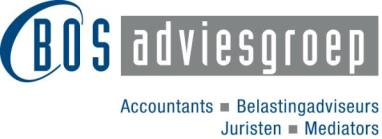 BOS adviesgroep
Accountants ▪ Belastingadviseurs
Juristen ▪ Mediators